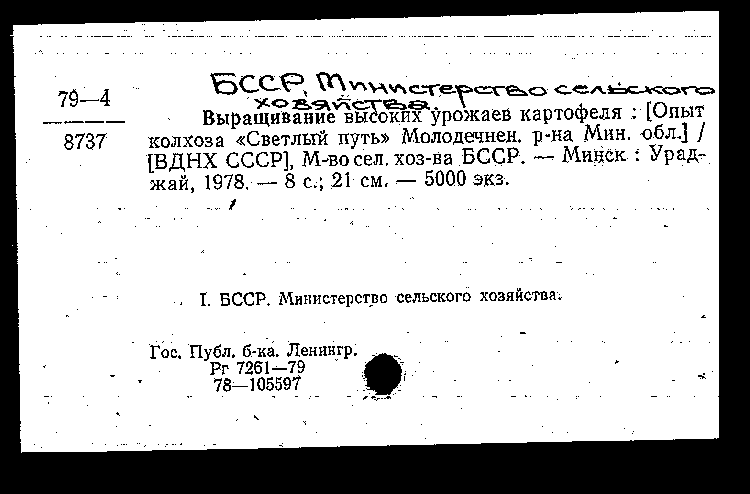 БССР, Министерство сельского
хозяйства.
79—4
8737
Выращивание высоких урожаев картофеля : [Опыт
колхоза «Светлый путь» Молодечнен. р-на Мин. обл.] /
[ВДНХ СССР], М-во сел. хоз-ва БССР. — Минск : Урад-
жай, 1978. — 8 с.; 21 см. — 5000 экз.
I. БССР. Министерство сельского хозяйства.
Гос. Публ. б-ка. Ленингр.
Рг 7261—79
78—105597